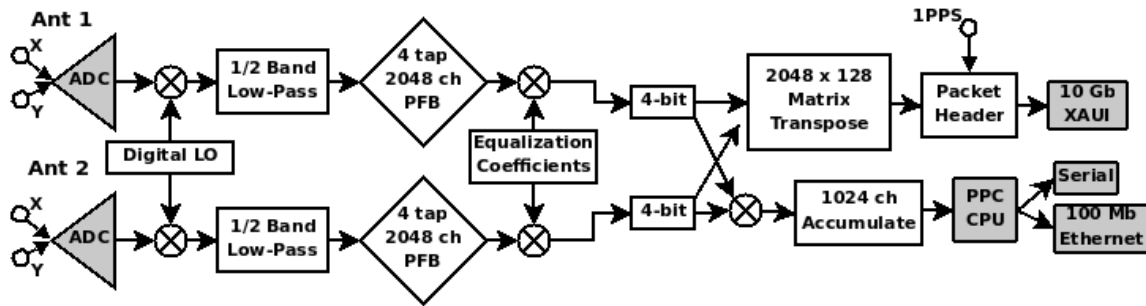 Ant 1
X
Y
ADC
1/2 Band
Low-Pass
4 tap
2048 ch
PFB
4-bit
2048 x 128
Matrix
Transpose
1PPS
Packet
Header
10 Gb
XAUI
Digital LO
Equalization
Coefficients
Ant 2
X
Y
ADC
1/2 Band
Low-Pass
4 tap
2048 ch
PFB
4-bit
1024 ch
Accumulate
PPC
CPU
Serial
100 Mb
Ethernet